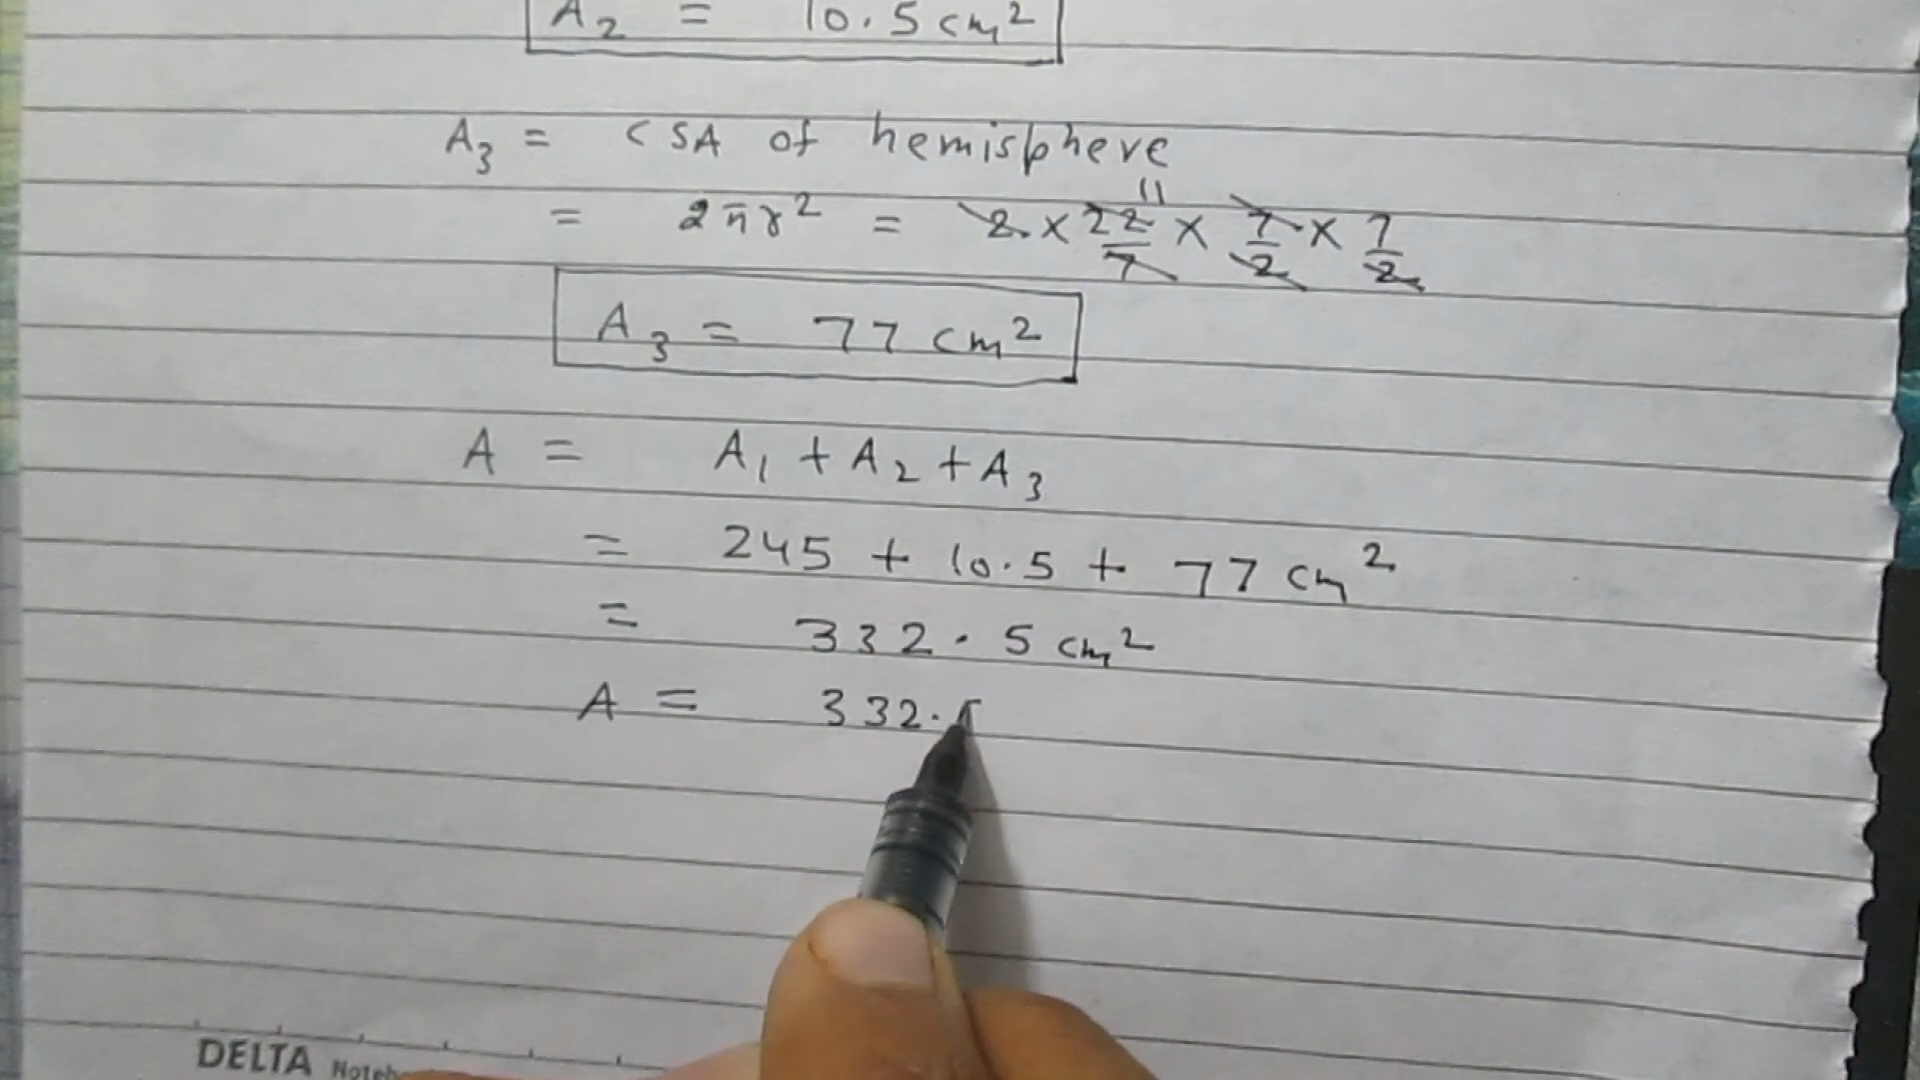 A₂ = 10.5 cm²
A₃ = CSA of hemisphere
= 2πr² = 2 × 22/7 × 7/2 × 7/2 11
A₃ = 77 cm²
A = A₁ + A₂ + A₃
= 245 + 10.5 + 77 cm²
= 332.5 cm²
A = 332.
DELTA